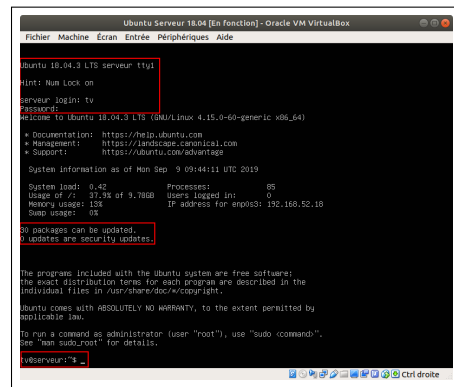 Ubuntu Serveur 18.04 [En fonction] - Oracle VM VirtualBox
Fichier Machine Écran Entrée Périphériques Aide
Ubuntu 18.04.3 LTS serveur tty1
Hint: Num Lock on
serveur login: tv
Password:
Welcome to Ubuntu 18.04.3 LTS (GNU/Linux 4.15.0-60-generic x86_64)
* Documentation: https://help.ubuntu.com
* Management: https://landscape.canonical.com
* Support: https://ubuntu.com/advantage
System information as of Mon Sep 9 09:44:11 UTC 2019
System load: 0.42 Processes: 85
Usage of /: 37.9% of 9.78GB Users logged in: 0
Memory usage: 13% IP address for enp0s3: 192.168.52.18
Swap usage: 0%
30 packages can be updated.
0 updates are security updates.
The programs included with the Ubuntu system are free software;
the exact distribution terms for each program are described in the
individual files in /usr/share/doc/*/copyright.
Ubuntu comes with ABSOLUTELY NO WARRANTY, to the extent permitted by
applicable law.
To run a command as administrator (user "root"), use "sudo <command>".
See "man sudo_root" for details.
tv@serveur:~$ _
Ctrl droite